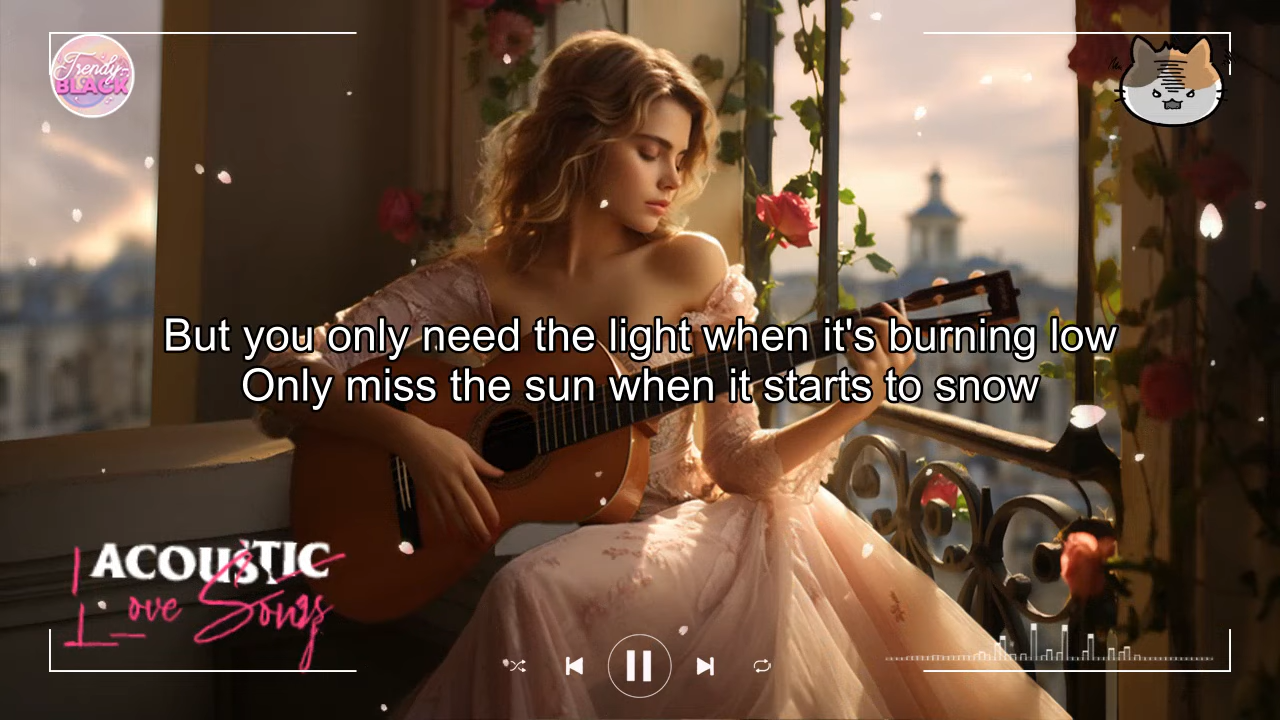 Trendy
BLACK
But you only need the light when it's burning low
Only miss the sun when it starts to snow
ACOUSTIC
Love Songs